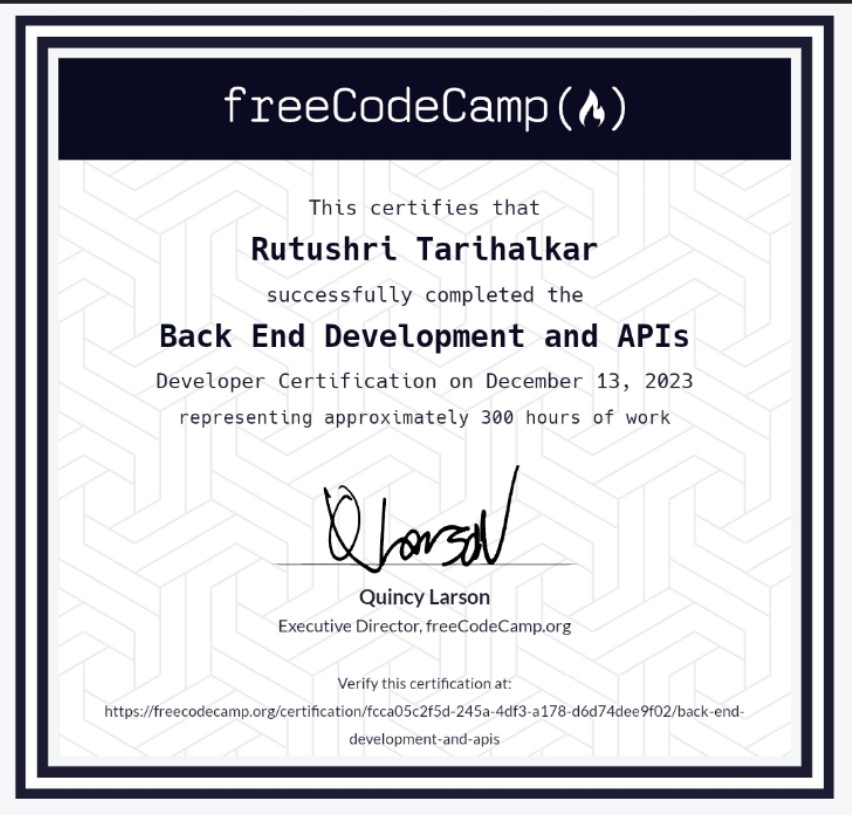 freeCodeCamp
This certifies that
Rutushri Tarihalkar
successfully completed the
Back End Development and APIs
Developer Certification on December 13, 2023
representing approximately 300 hours of work
Q Larson
Quincy Larson
Executive Director, freeCodeCamp.org
Verify this certification at:
https://freecodecamp.org/certification/fcca05c2f5d-245a-4df3-a178-d6d74dee9f02/back-end-
development-and-apis